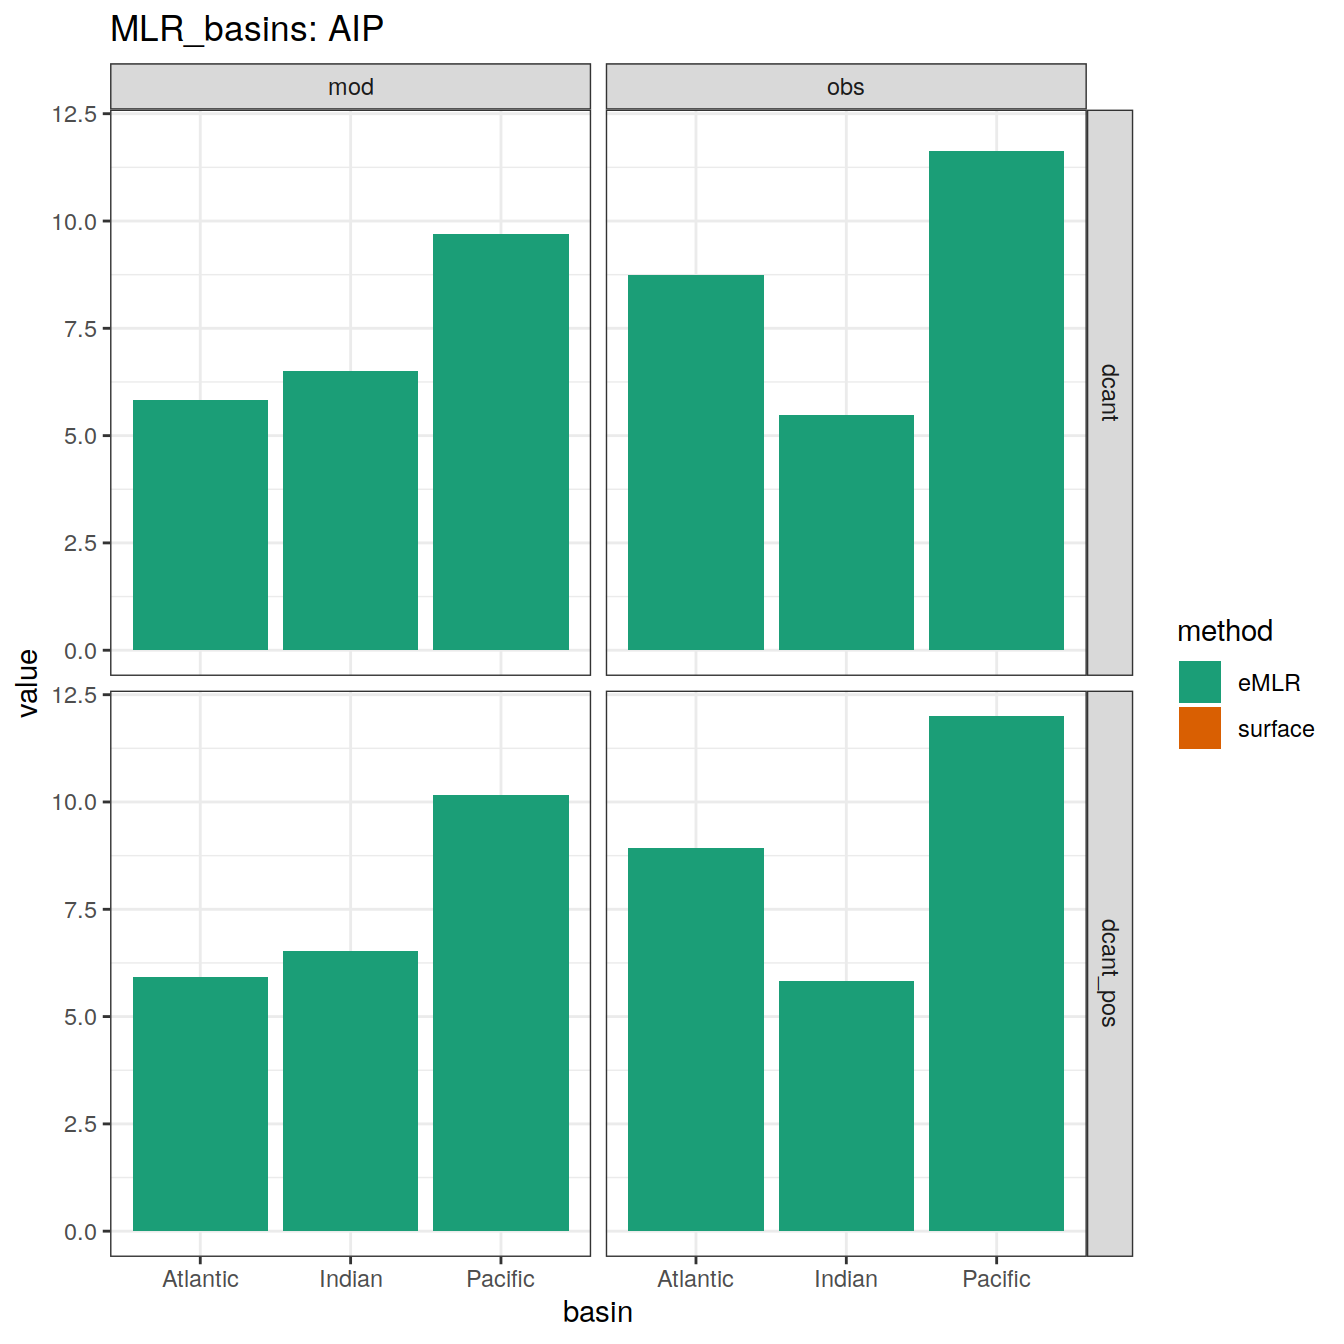 MLR_basins: AIP
mod
obs
12.5
10.0
7.5
5.0
2.5
0.0
dcant
12.5
10.0
7.5
5.0
2.5
0.0
dcant_pos
value
Atlantic Indian Pacific
Atlantic Indian Pacific
basin
method
eMLR
surface